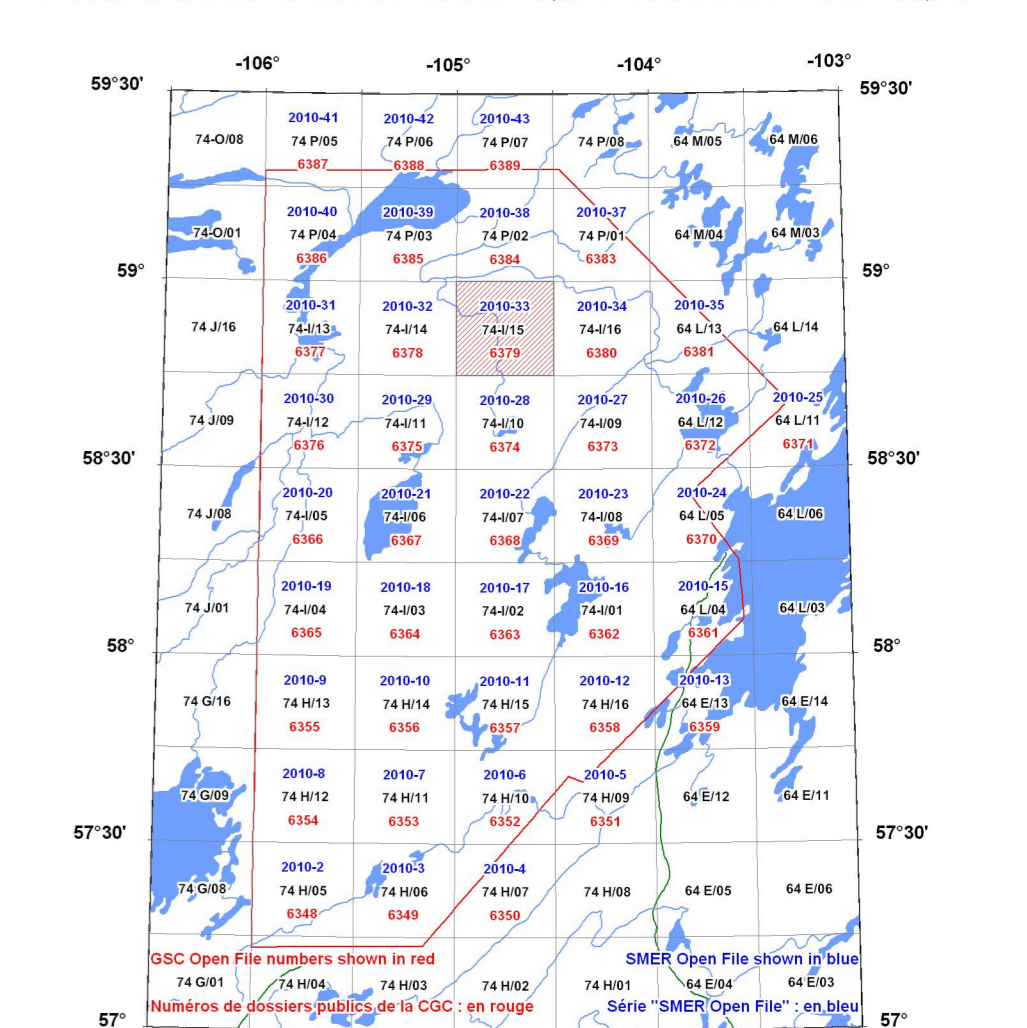 -106° -105° -104° -103°
59°30' 59°30'
2010-41 2010-42 2010-43
74-O/08 74 P/05 74 P/06 74 P/07 74 P/08 64 M/05 64 M/06
6387 6388 6389
2010-40 2010-39 2010-38 2010-37
74-O/01 74 P/04 74 P/03 74 P/02 74 P/01 64 M/04 64 M/03
6386 6385 6384 6383
59° 59°
2010-31 2010-32 2010-33 2010-34 2010-35
74 J/16 74-I/13 74-I/14 74-I/15 74-I/16 64 L/13 64 L/14
6377 6378 6379 6380 6381
2010-30 2010-29 2010-28 2010-27 2010-26 2010-25
74 J/09 74-I/12 74-I/11 74-I/10 74-I/09 64 L/12 64 L/11
6376 6375 6374 6373 6372 6371
58°30' 58°30'
2010-20 2010-21 2010-22 2010-23 2010-24
74 J/08 74-I/05 74-I/06 74-I/07 74-I/08 64 L/05 64 L/06
6366 6367 6368 6369 6370
2010-19 2010-18 2010-17 2010-16 2010-15
74 J/01 74-I/04 74-I/03 74-I/02 74-I/01 64 L/04 64 L/03
6365 6364 6363 6362 6361
58° 58°
2010-9 2010-10 2010-11 2010-12 2010-13
74 G/16 74 H/13 74 H/14 74 H/15 74 H/16 64 E/13 64 E/14
6355 6356 6357 6358 6359
2010-8 2010-7 2010-6 2010-5
74 G/09 74 H/12 74 H/11 74 H/10 74 H/09 64 E/12 64 E/11
6354 6353 6352 6351
57°30' 57°30'
2010-2 2010-3 2010-4
74 G/08 74 H/05 74 H/06 74 H/07 74 H/08 64 E/05 64 E/06
6348 6349 6350
GSC Open File numbers shown in red SMER Open File shown in blue
74 G/01 74 H/04 74 H/03 74 H/02 74 H/01 64 E/04 64 E/03
Numéros de dossiers publics de la CGC : en rouge Série "SMER Open File" : en bleu
57° 57°